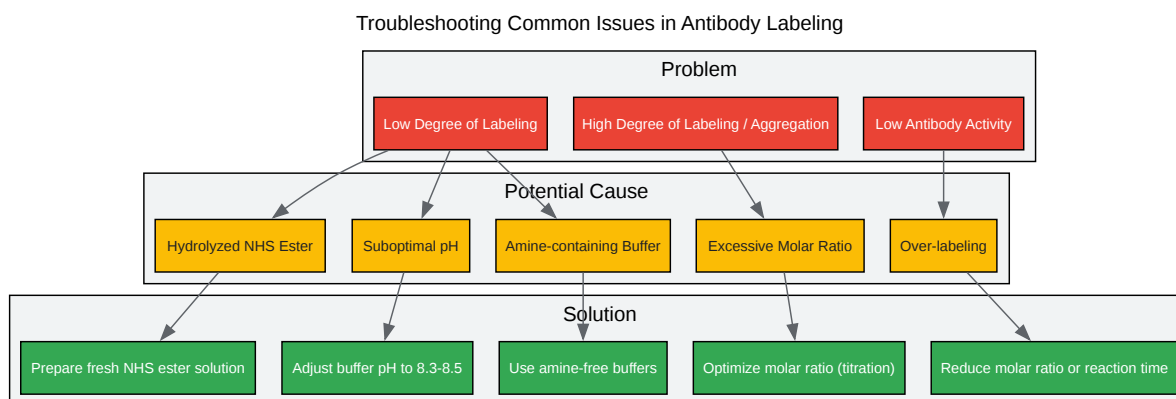 Troubleshooting Common Issues in Antibody Labeling
Problem
Low Degree of Labeling
High Degree of Labeling / Aggregation
Low Antibody Activity
Potential Cause
Hydrolyzed NHS Ester
Suboptimal pH
Amine-containing Buffer
Excessive Molar Ratio
Over-labeling
Solution
Prepare fresh NHS ester solution
Adjust buffer pH to 8.3-8.5
Use amine-free buffers
Optimize molar ratio (titration)
Reduce molar ratio or reaction time